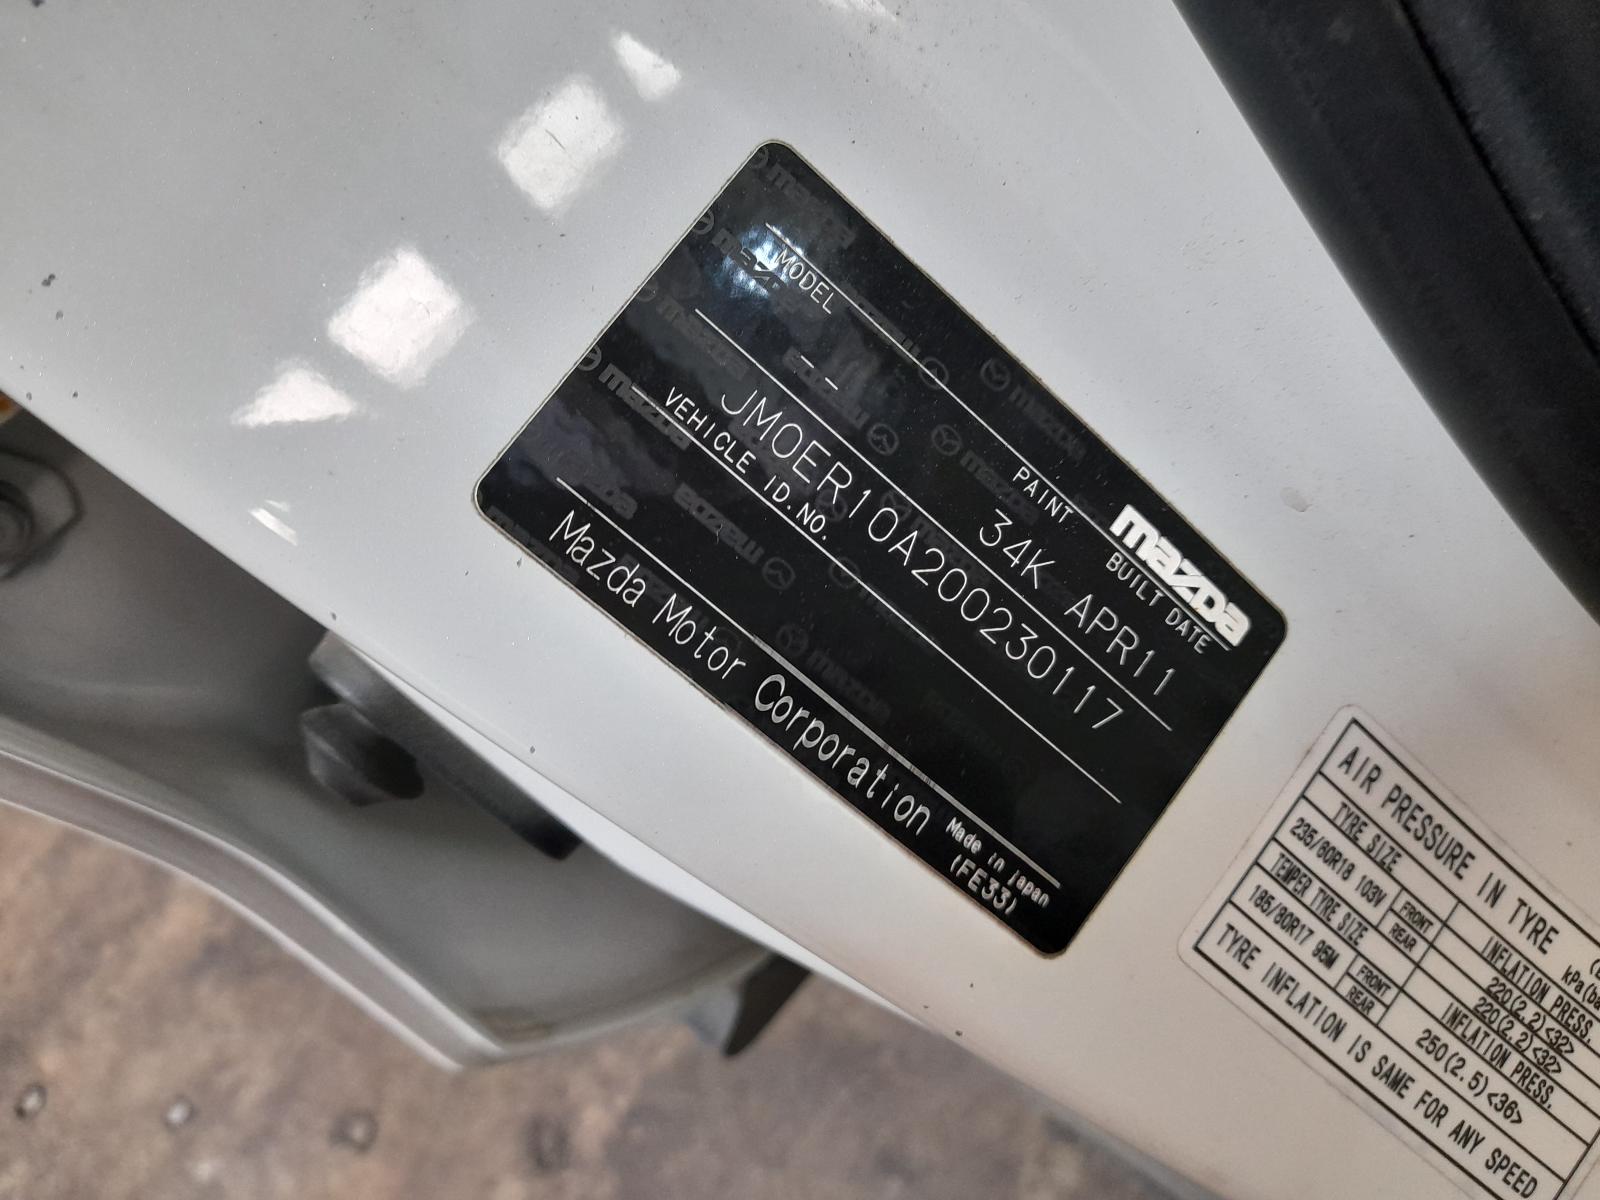 mazda
MODEL PAINT BUILT DATE
-- 34K APR11
JM0ER10A200230117
VEHICLE ID.NO.
Mazda Motor Corporation Made in japan
(FE33)
AIR PRESSURE IN TYRE
TYRE SIZE INFLATION PRESS.
kPa
235/60R18 103V FRONT 220(2.2)<32>
REAR 220(2.2)<32>
TEMPER TYRE SIZE INFLATION PRESS.
185/80R17 95M FRONT REAR 250(2.5)<36>
TYRE INFLATION IS SAME FOR ANY SPEED